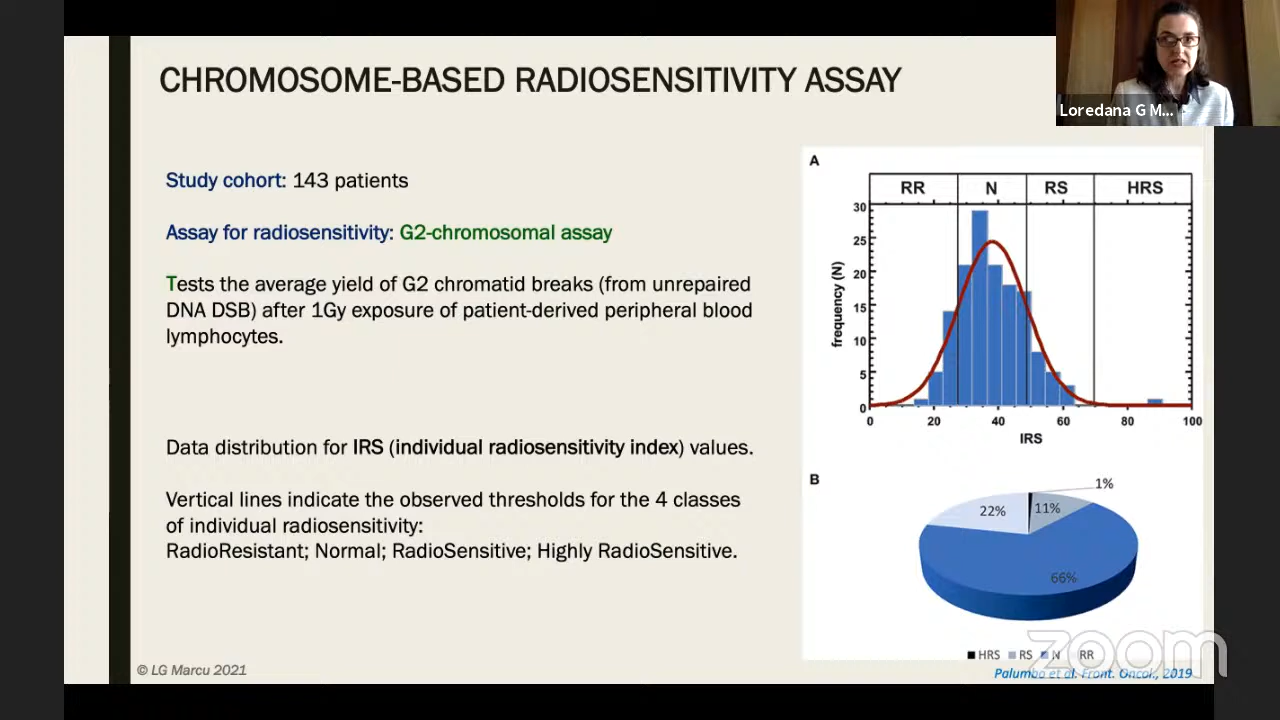 CHROMOSOME-BASED RADIOSENSITIVITY ASSAY
Loredana G M...
Study cohort: 143 patients
Assay for radiosensitivity: G2-chromosomal assay
Tests the average yield of G2 chromatid breaks (from unrepaired
DNA DSB) after 1Gy exposure of patient-derived peripheral blood
lymphocytes.
Data distribution for IRS (individual radiosensitivity index) values.
Vertical lines indicate the observed thresholds for the 4 classes
of individual radiosensitivity:
RadioResistant; Normal; RadioSensitive; Highly RadioSensitive.
A
RR N RS HRS
frequency (N)
30
25
20
15
10
5
0
0 20 40 60 80 100
IRS
B
1%
22% 11%
66%
HRS RS N RR
zoom
© LG Marcu 2021
Palumbo et al. Front. Oncol., 2019